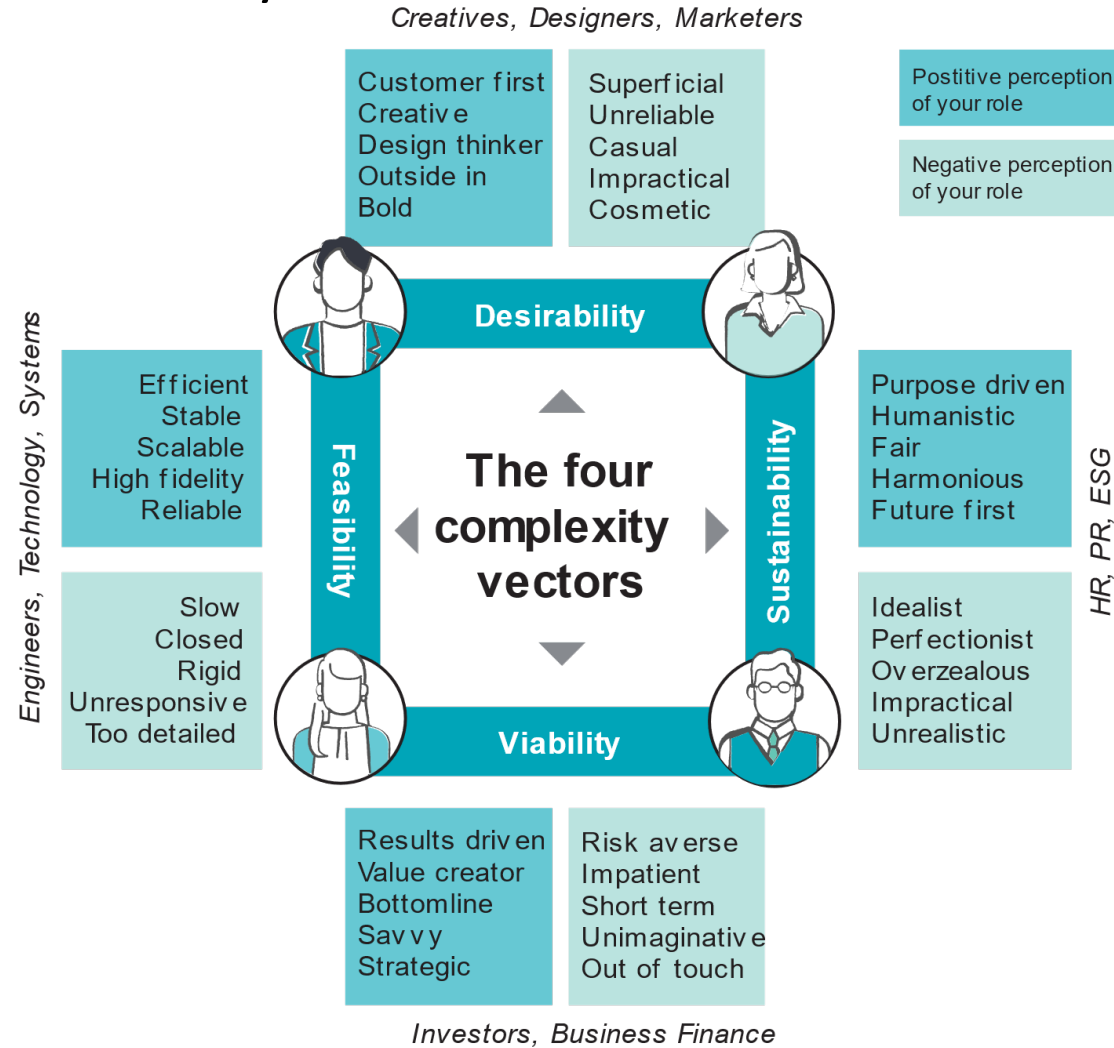 Creatives, Designers, Marketers
Customer first
Creative
Design thinker
Outside in
Bold
Superficial
Unreliable
Casual
Impractical
Cosmetic
Postitive perception
of your role
Negative perception
of your role
Desirability
Engineers, Technology, Systems
Efficient
Stable
Scalable
High fidelity
Reliable
Slow
Closed
Rigid
Unresponsive
Too detailed
Feasibility
The four
complexity
vectors
Sustainability
Purpose driven
Humanistic
Fair
Harmonious
Future first
Idealist
Perfectionist
Overzealous
Impractical
Unrealistic
HR, PR, ESG
Viability
Results driven
Value creator
Bottomline
Savvy
Strategic
Risk averse
Impatient
Short term
Unimaginative
Out of touch
Investors, Business Finance